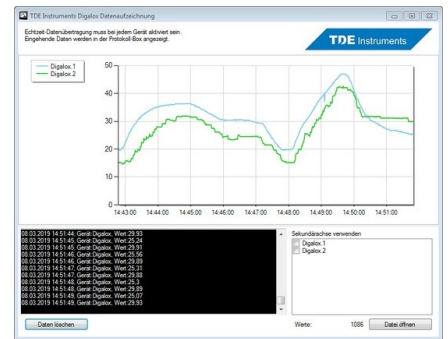 TDE Instruments Digalox Datenaufzeichnung
Echtzeit-Datenübertragung muss bei jedem Gerät aktiviert sein.
Eingehende Daten werden in der Protokoll-Box angezeigt.
TDE Instruments
Digalox.1
Digalox.2
50
40
30
20
10
0
14:43:00 14:44:00 14:45:00 14:46:00 14:47:00 14:48:00 14:49:00 14:50:00 14:51:00
08.03.2019 14:51:44, Gerät:Digalox, Wert:29,93
08.03.2019 14:51:45, Gerät:Digalox, Wert:25,24
08.03.2019 14:51:45, Gerät:Digalox, Wert:29,91
08.03.2019 14:51:46, Gerät:Digalox, Wert:25,56
08.03.2019 14:51:46, Gerät:Digalox, Wert:29,89
08.03.2019 14:51:47, Gerät:Digalox, Wert:25,31
08.03.2019 14:51:47, Gerät:Digalox, Wert:29,88
08.03.2019 14:51:48, Gerät:Digalox, Wert:25,3
08.03.2019 14:51:48, Gerät:Digalox, Wert:29,89
08.03.2019 14:51:49, Gerät:Digalox, Wert:25,07
08.03.2019 14:51:49, Gerät:Digalox, Wert:29,93
Sekundärachse verwenden
Digalox.1
Digalox.2
Daten löschen
Werte: 1086
Datei öffnen